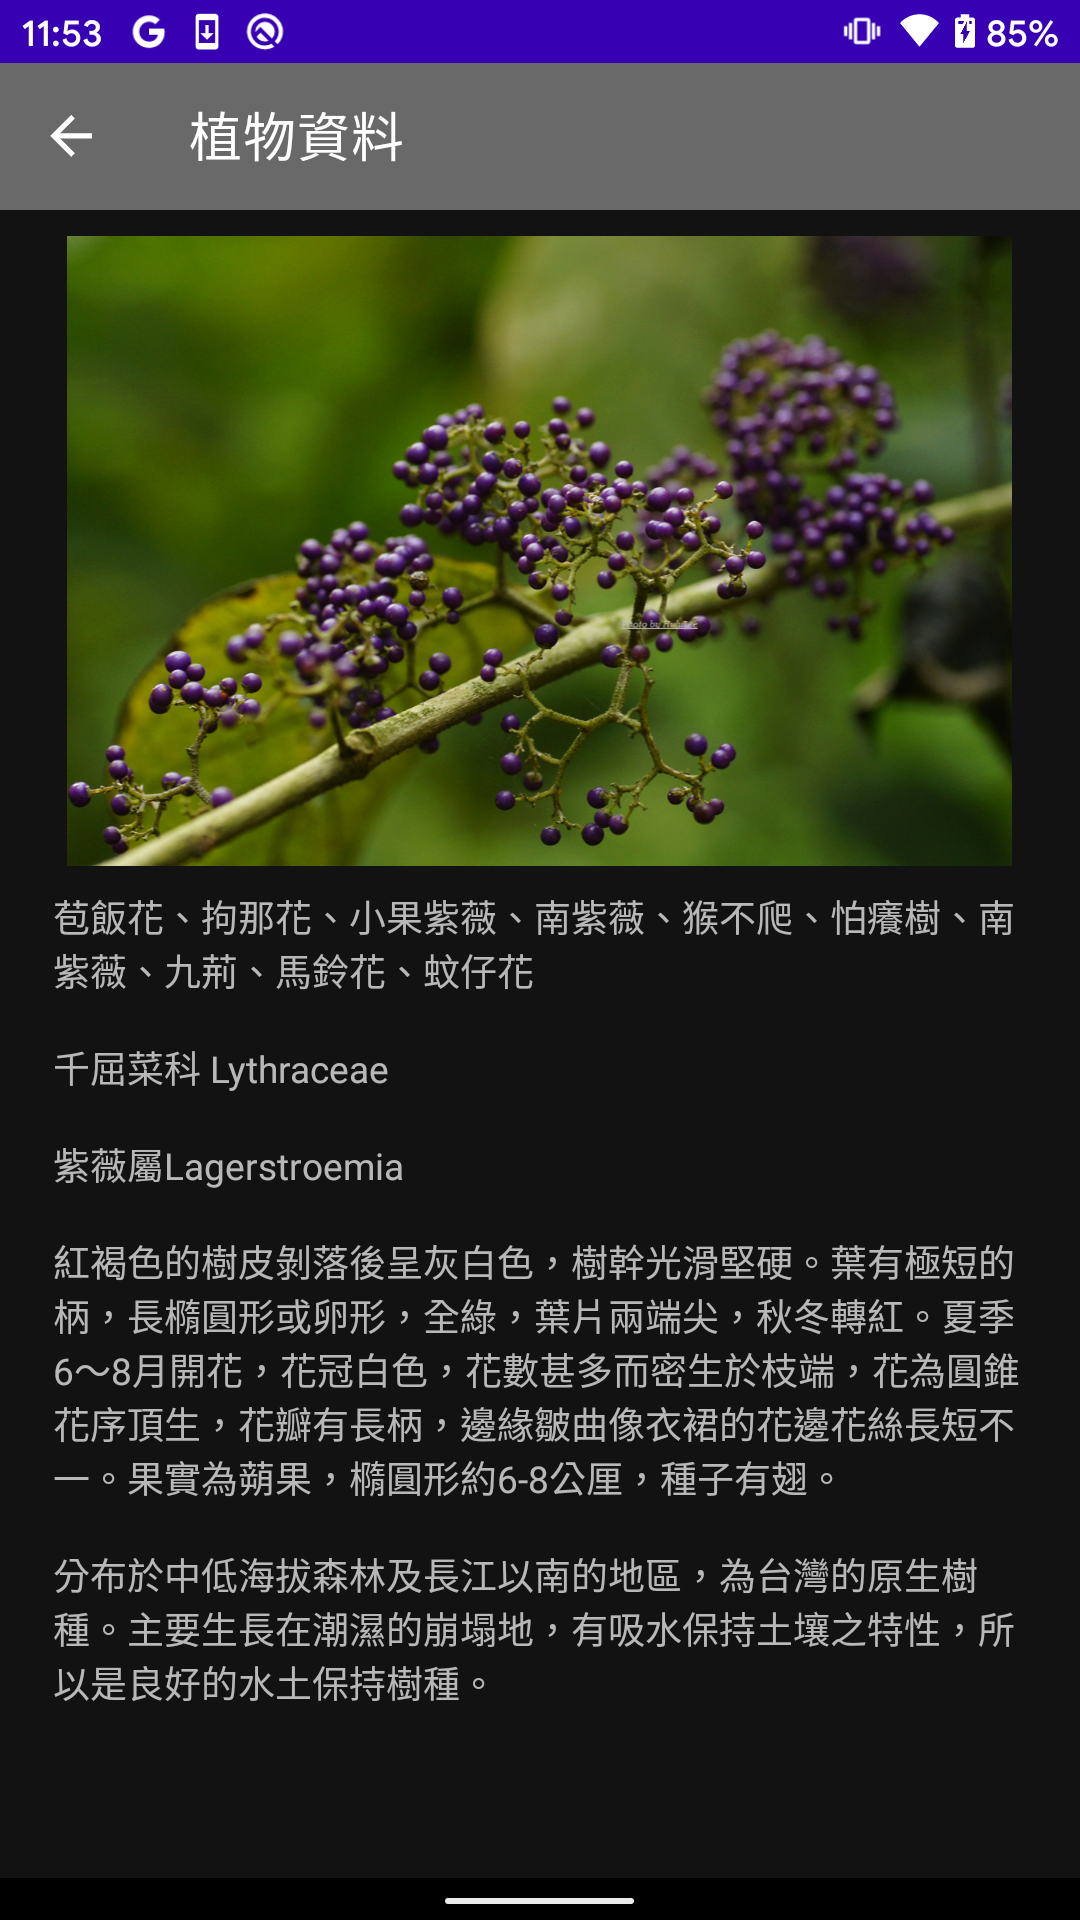 11:53
85%
植物資料
Photo by Hubilee
苞飯花、拘那花、小果紫薇、南紫薇、猴不爬、怕癢樹、南
紫薇、九荊、馬鈴花、蚊仔花
千屈菜科 Lythraceae
紫薇屬Lagerstroemia
紅褐色的樹皮剝落後呈灰白色，樹幹光滑堅硬。葉有極短的
柄，長橢圓形或卵形，全綠，葉片兩端尖，秋冬轉紅。夏季
6～8月開花，花冠白色，花數甚多而密生於枝端，花為圓錐
花序頂生，花瓣有長柄，邊緣皺曲像衣裙的花邊花絲長短不
一。果實為蒴果，橢圓形約6-8公厘，種子有翅。
分布於中低海拔森林及長江以南的地區，為台灣的原生樹
種。主要生長在潮濕的崩塌地，有吸水保持土壤之特性，所
以是良好的水土保持樹種。